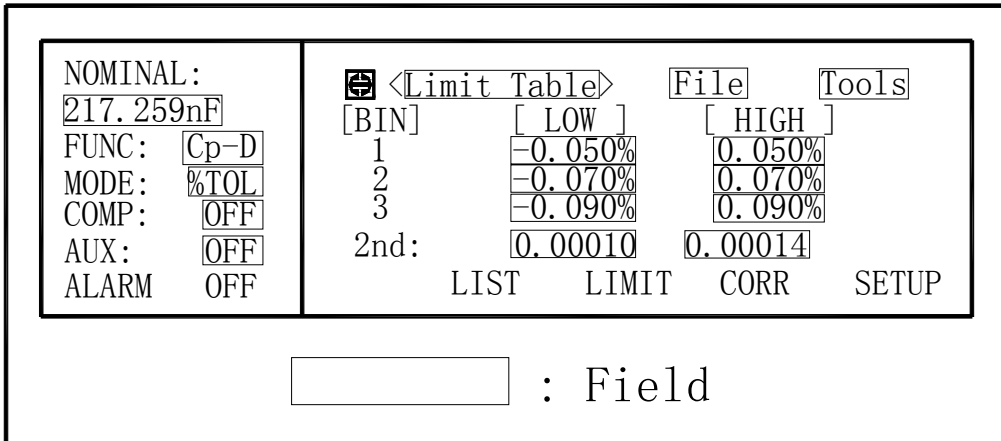 NOMINAL:
217.259nF
FUNC: Cp-D
MODE: %TOL
COMP: OFF
AUX: OFF
ALARM OFF
<Limit Table> File Tools
[BIN] [ LOW ] [ HIGH ]
1 -0.050% 0.050%
2 -0.070% 0.070%
3 -0.090% 0.090%
2nd: 0.00010 0.00014
LIST LIMIT CORR SETUP
: Field